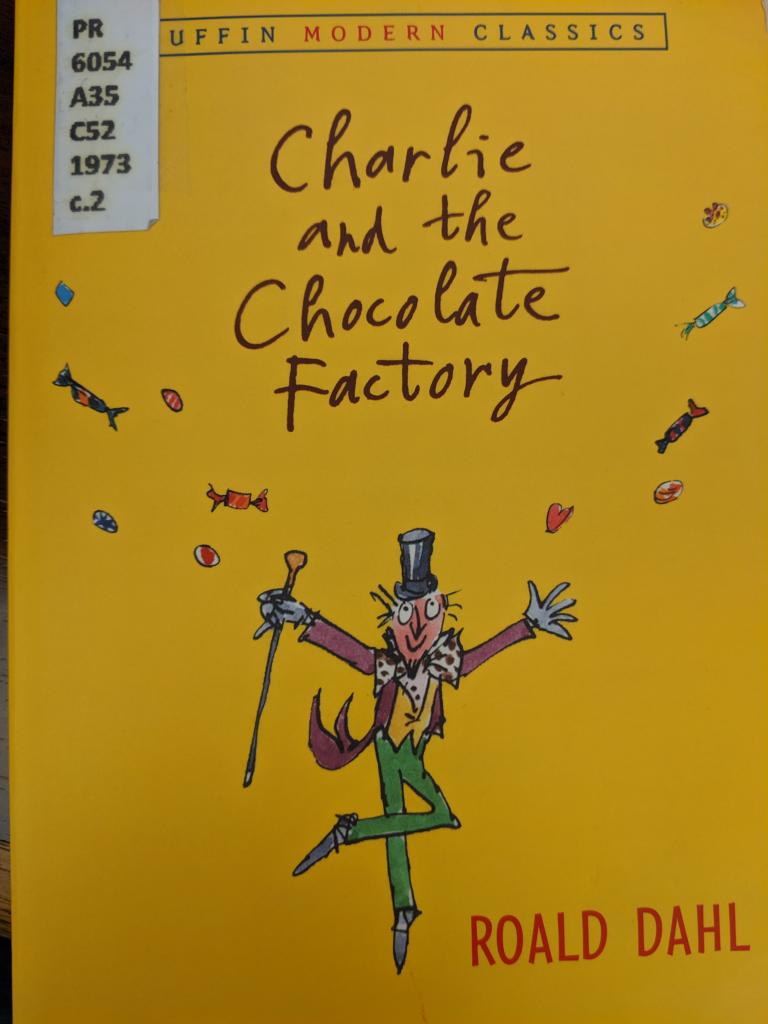 PR
6054
A35
C52
1973
c.2
UFFIN MODERN CLASSICS
Charlie
and the
Chocolate
Factory
ROALD DAHL